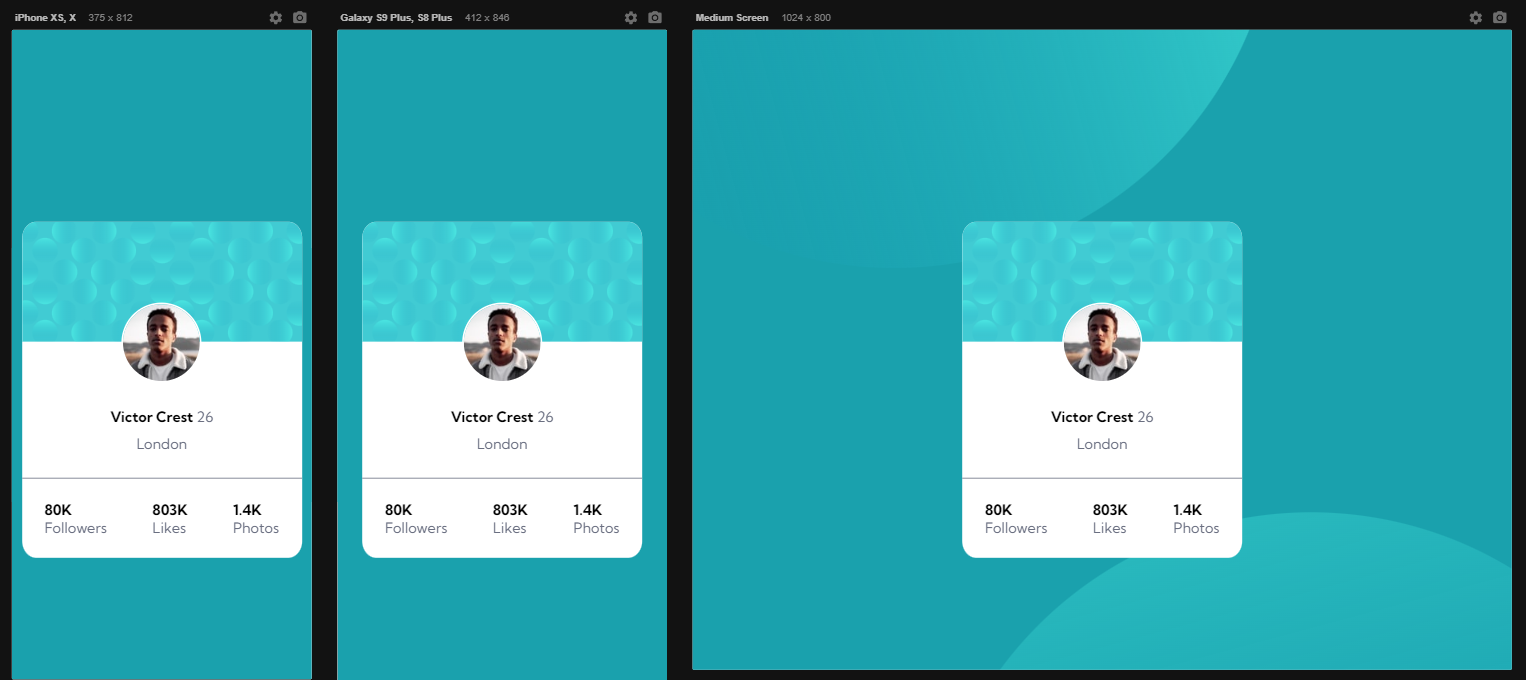 iPhone XS, X 375 x 812
Galaxy S9 Plus, S8 Plus 412 x 846
Medium Screen 1024 x 800
Victor Crest 26
London
80K 803K 1.4K
Followers Likes Photos
Victor Crest 26
London
80K 803K 1.4K
Followers Likes Photos
Victor Crest 26
London
80K 803K 1.4K
Followers Likes Photos